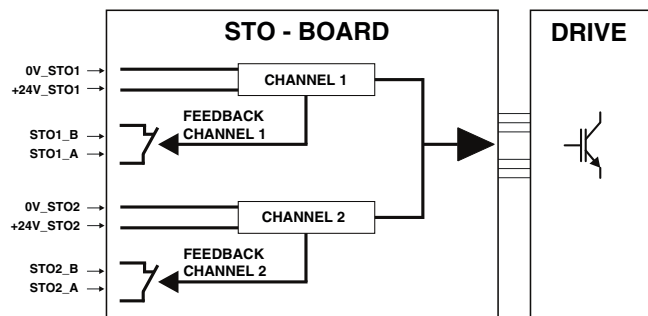 STO - BOARD
DRIVE
0V_STO1
+24V_STO1
CHANNEL 1
FEEDBACK
CHANNEL 1
STO1_B
STO1_A
0V_STO2
+24V_STO2
CHANNEL 2
FEEDBACK
CHANNEL 2
STO2_B
STO2_A